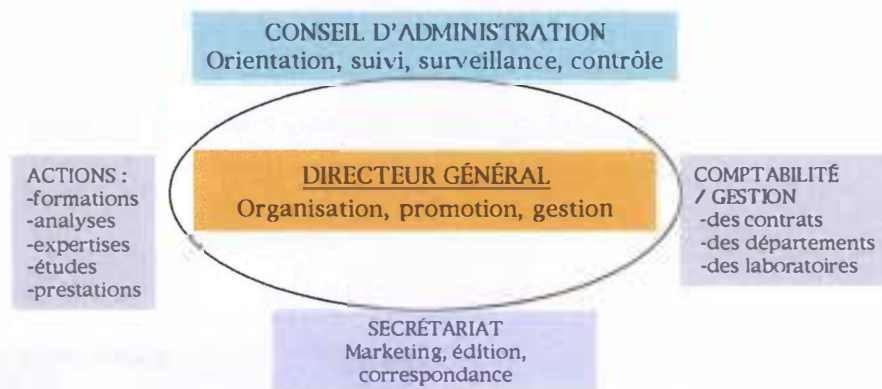 CONSEIL D'ADMINISTRATION
Orientation, suivi, surveillance, contrôle
ACTIONS :
-formations
-analyses
-expertises
-études
-prestations
DIRECTEUR GÉNÉRAL
Organisation, promotion, gestion
COMPTABILITÉ
/ GESTION
-des contrats
-des départements
-des laboratoires
SECRÉTARIAT
Marketing, édition,
correspondance